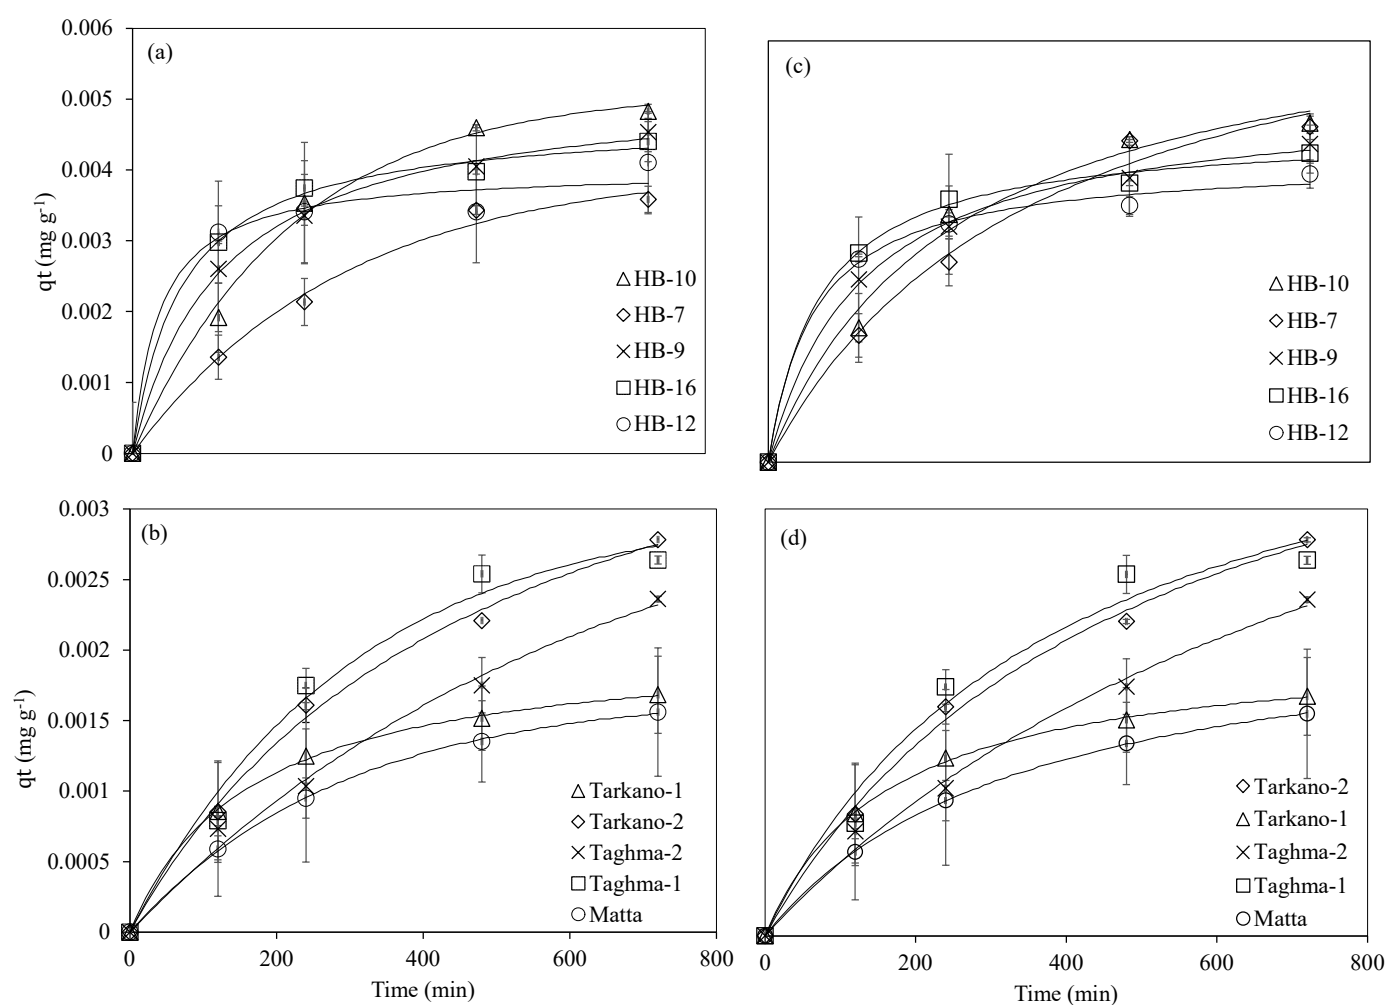 0.006
0.005
0.004
0.003
0.002
0.001
0
qt (mg g-1)
(a)
HB-10
HB-7
HB-9
HB-16
HB-12
(c)
HB-10
HB-7
HB-9
HB-16
HB-12
0.003
0.0025
0.002
0.0015
0.001
0.0005
0
qt (mg g-1)
(b)
Tarkano-1
Tarkano-2
Taghma-2
Taghma-1
Matta
0 200 400 600 800
Time (min)
(d)
Tarkano-2
Tarkano-1
Taghma-2
Taghma-1
Matta
0 200 400 600 800
Time (min)